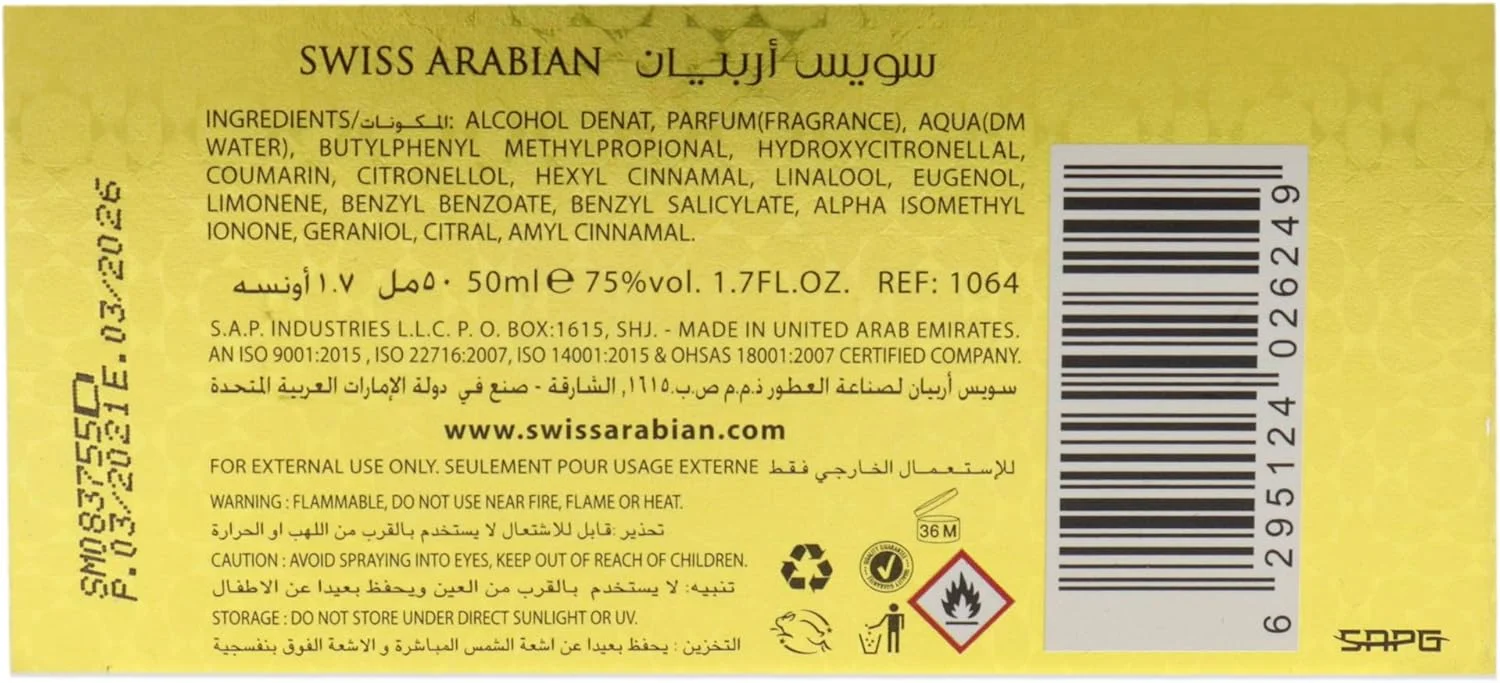 SWISS ARABIAN سويس أربيان
INGREDIENTS/المكونات: ALCOHOL DENAT, PARFUM(FRAGRANCE), AQUA(DM
WATER), BUTYLPHENYL METHYLPROPIONAL, HYDROXYCITRONELLAL,
COUMARIN, CITRONELLOL, HEXYL CINNAMAL, LINALOOL, EUGENOL,
LIMONENE, BENZYL BENZOATE, BENZYL SALICYLATE, ALPHA ISOMETHYL
IONONE, GERANIOL, CITRAL, AMYL CINNAMAL.
١.٧ أونسه ٥٠ مل 50ml e 75%vol. 1.7FL.OZ. REF: 1064
S.A.P. INDUSTRIES L.L.C. P. O. BOX:1615, SHJ. - MADE IN UNITED ARAB EMIRATES.
AN ISO 9001:2015 , ISO 22716:2007, ISO 14001:2015 & OHSAS 18001:2007 CERTIFIED COMPANY.
سويس أربيان لصناعة العطور ذ.م.م ص.ب.١٦١٥, الشارقة - صنع في دولة الإمارات العربية المتحدة
www.swissarabian.com
FOR EXTERNAL USE ONLY. SEULEMENT POUR USAGE EXTERNE للإستعمال الخارجي فقط
WARNING : FLAMMABLE, DO NOT USE NEAR FIRE, FLAME OR HEAT.
تحذير :قابل للاشتعال لا يستخدم بالقرب من اللهب او الحرارة
CAUTION : AVOID SPRAYING INTO EYES, KEEP OUT OF REACH OF CHILDREN.
تنبيه: لا يستخدم بالقرب من العين ويحفظ بعيدا عن الاطفال
STORAGE : DO NOT STORE UNDER DIRECT SUNLIGHT OR UV.
التخزين : يحفظ بعيدا عن اشعة الشمس المباشرة و الاشعة الفوق بنفسجية
36 M
QUALITY GUARANTEE
6 295124 026249
SAPG
SM083755
P.03/2021E.03/2026